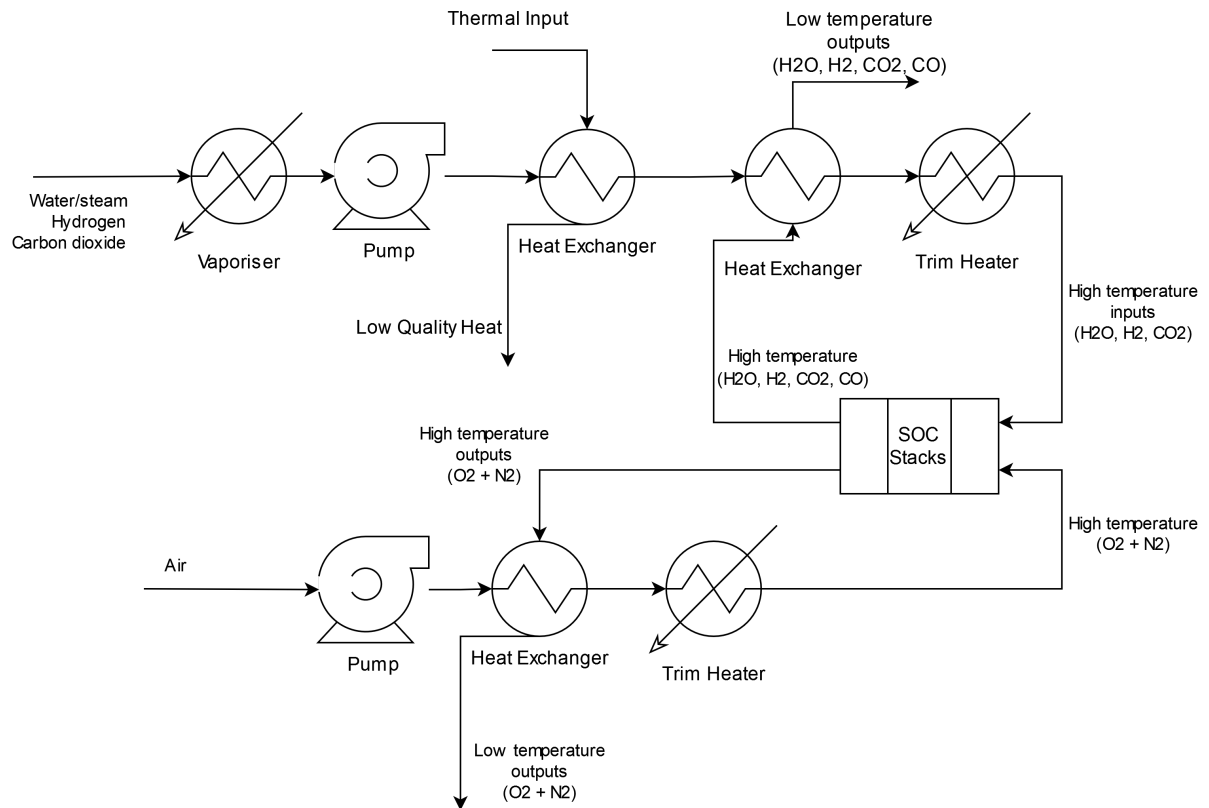 Thermal Input
Low temperature
outputs
(H2O, H2, CO2, CO)
Water/steam
Hydrogen
Carbon dioxide
Vaporiser
Pump
Heat Exchanger
Heat Exchanger
Trim Heater
Low Quality Heat
High temperature
inputs
(H2O, H2, CO2)
High temperature
(H2O, H2, CO2, CO)
SOC
Stacks
High temperature
outputs
(O2 + N2)
High temperature
(O2 + N2)
Air
Pump
Heat Exchanger
Trim Heater
Low temperature
outputs
(O2 + N2)